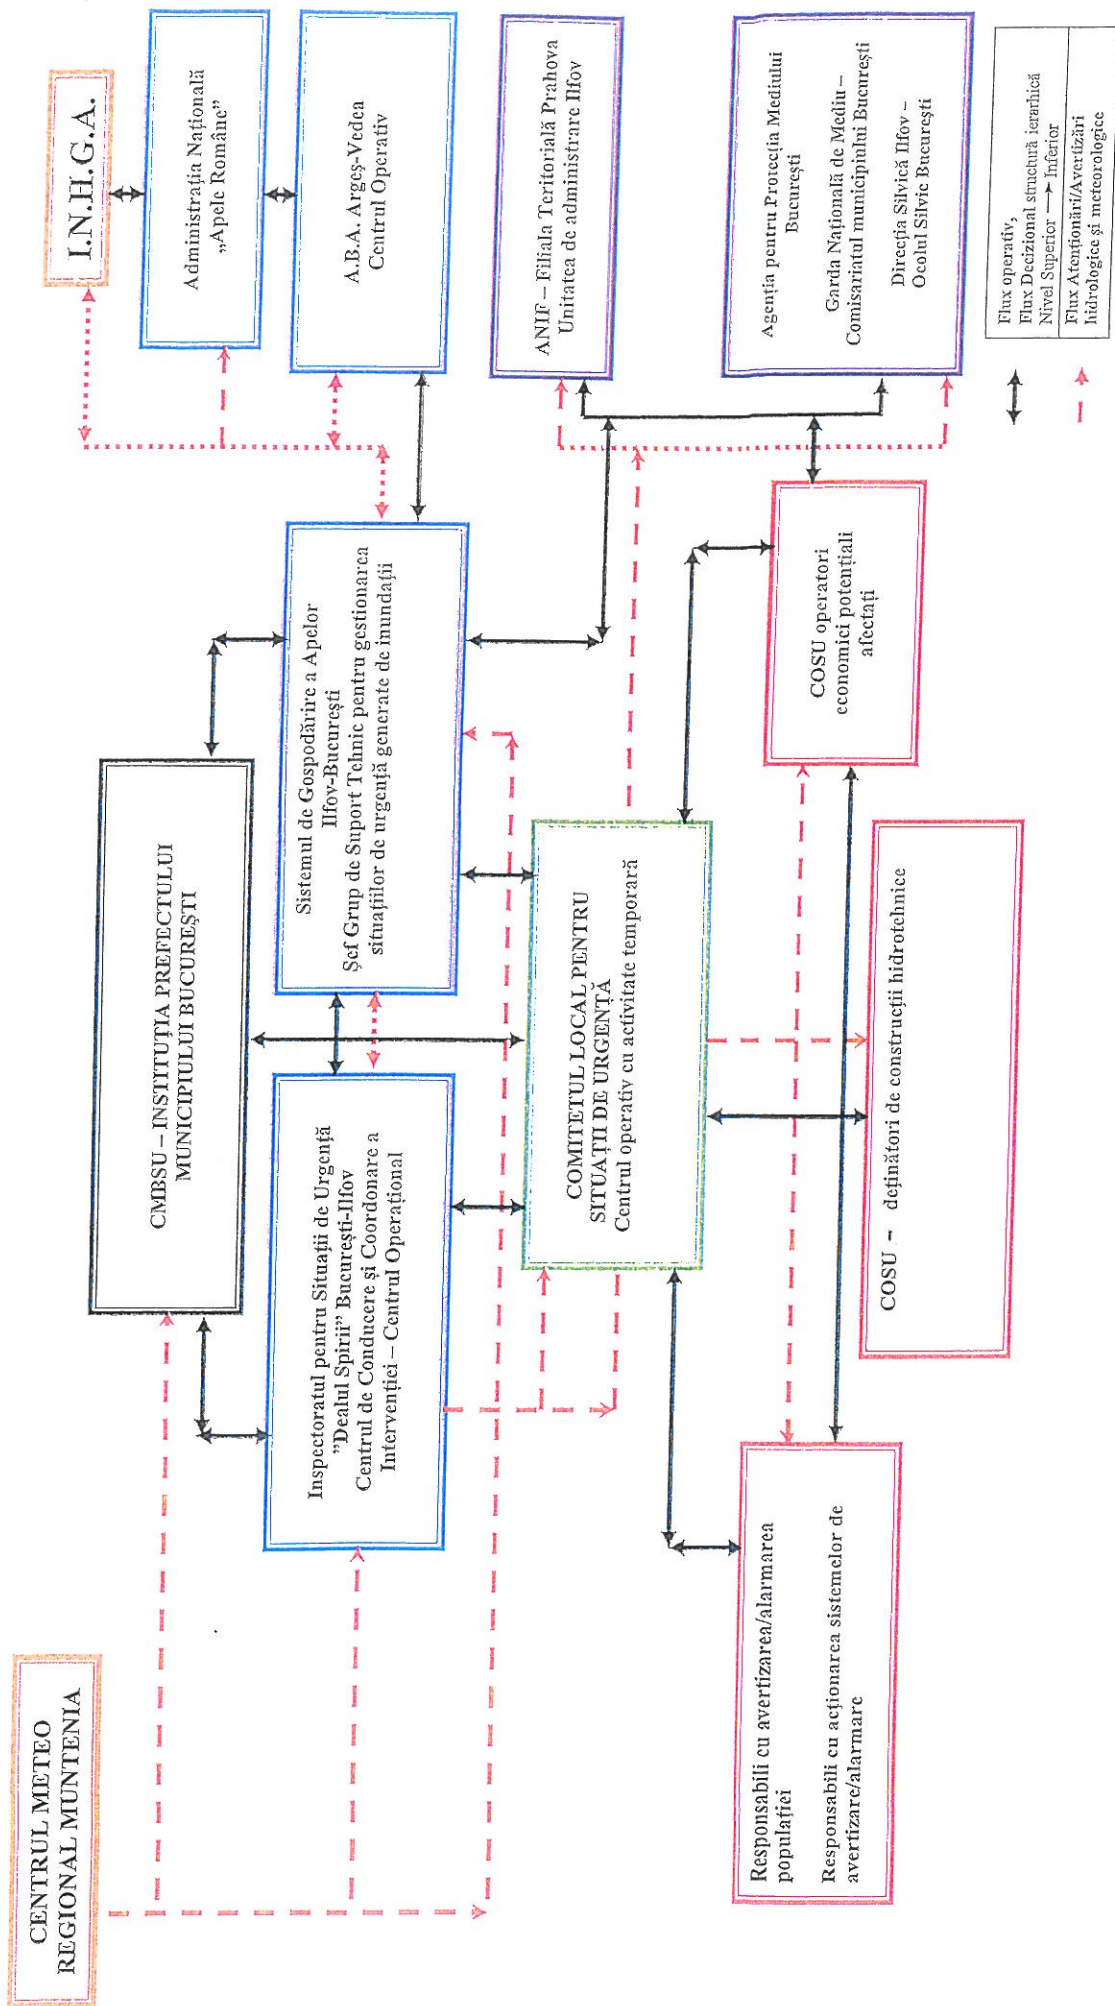 CENTRUL METEO
REGIONAL MUNTENIA
I.N.H.G.A.
Administrația Națională
„Apele Române”
A.B.A. Argeș-Vedea
Centrul Operativ
CMBSU – INSTITUȚIA PREFECTULUI
MUNICIPIULUI BUCUREȘTI
Inspectoratul pentru Situații de Urgență
”Dealul Spirii” București-Ilfov
Centrul de Conducere și Coordonare a
Intervenției – Centrul Operațional
Sistemul de Gospodărire a Apelor
Ilfov-București
Șef Grup de Suport Tehnic pentru gestionarea
situațiilor de urgență generate de inundații
ANIF – Filiala Teritorială Prahova
Unitatea de administrare Ilfov
COMITETUL LOCAL PENTRU
SITUAȚII DE URGENȚĂ
Centrul operativ cu activitate temporară
Agenția pentru Protecția Mediului
București
Garda Națională de Mediu –
Comisariatul municipiului București
Direcția Silvică Ilfov –
Ocolul Silvic București
Responsabili cu avertizarea/alarmarea
populației
Responsabili cu acționarea sistemelor de
avertizare/alarmare
COSU – deținători de construcții hidrotehnice
COSU operatori
economici potențiali
afectați
Flux operativ,
Flux Decizional structură ierarhică
Nivel Superior → Inferior
Flux Atenționări/Avertizări
hidrologice și meteorologice